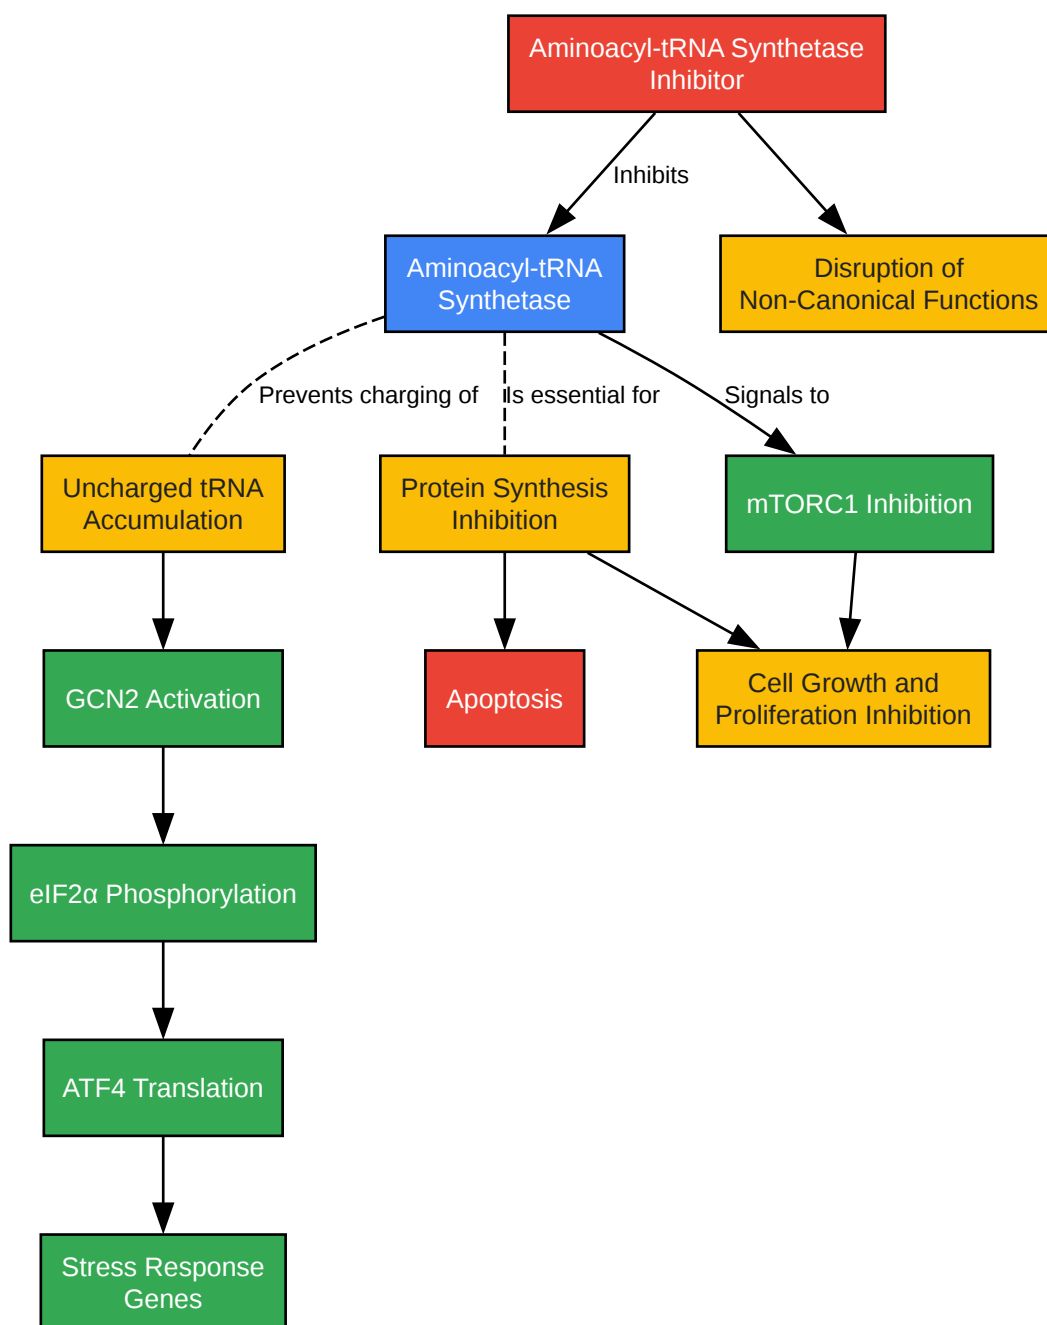 Aminoacyl-tRNA Synthetase
Inhibitor
Inhibits
Aminoacyl-tRNA
Synthetase
Disruption of
Non-Canonical Functions
Prevents charging of
Is essential for
Signals to
Uncharged tRNA
Accumulation
Protein Synthesis
Inhibition
mTORC1 Inhibition
GCN2 Activation
Apoptosis
Cell Growth and
Proliferation Inhibition
eIF2α Phosphorylation
ATF4 Translation
Stress Response
Genes